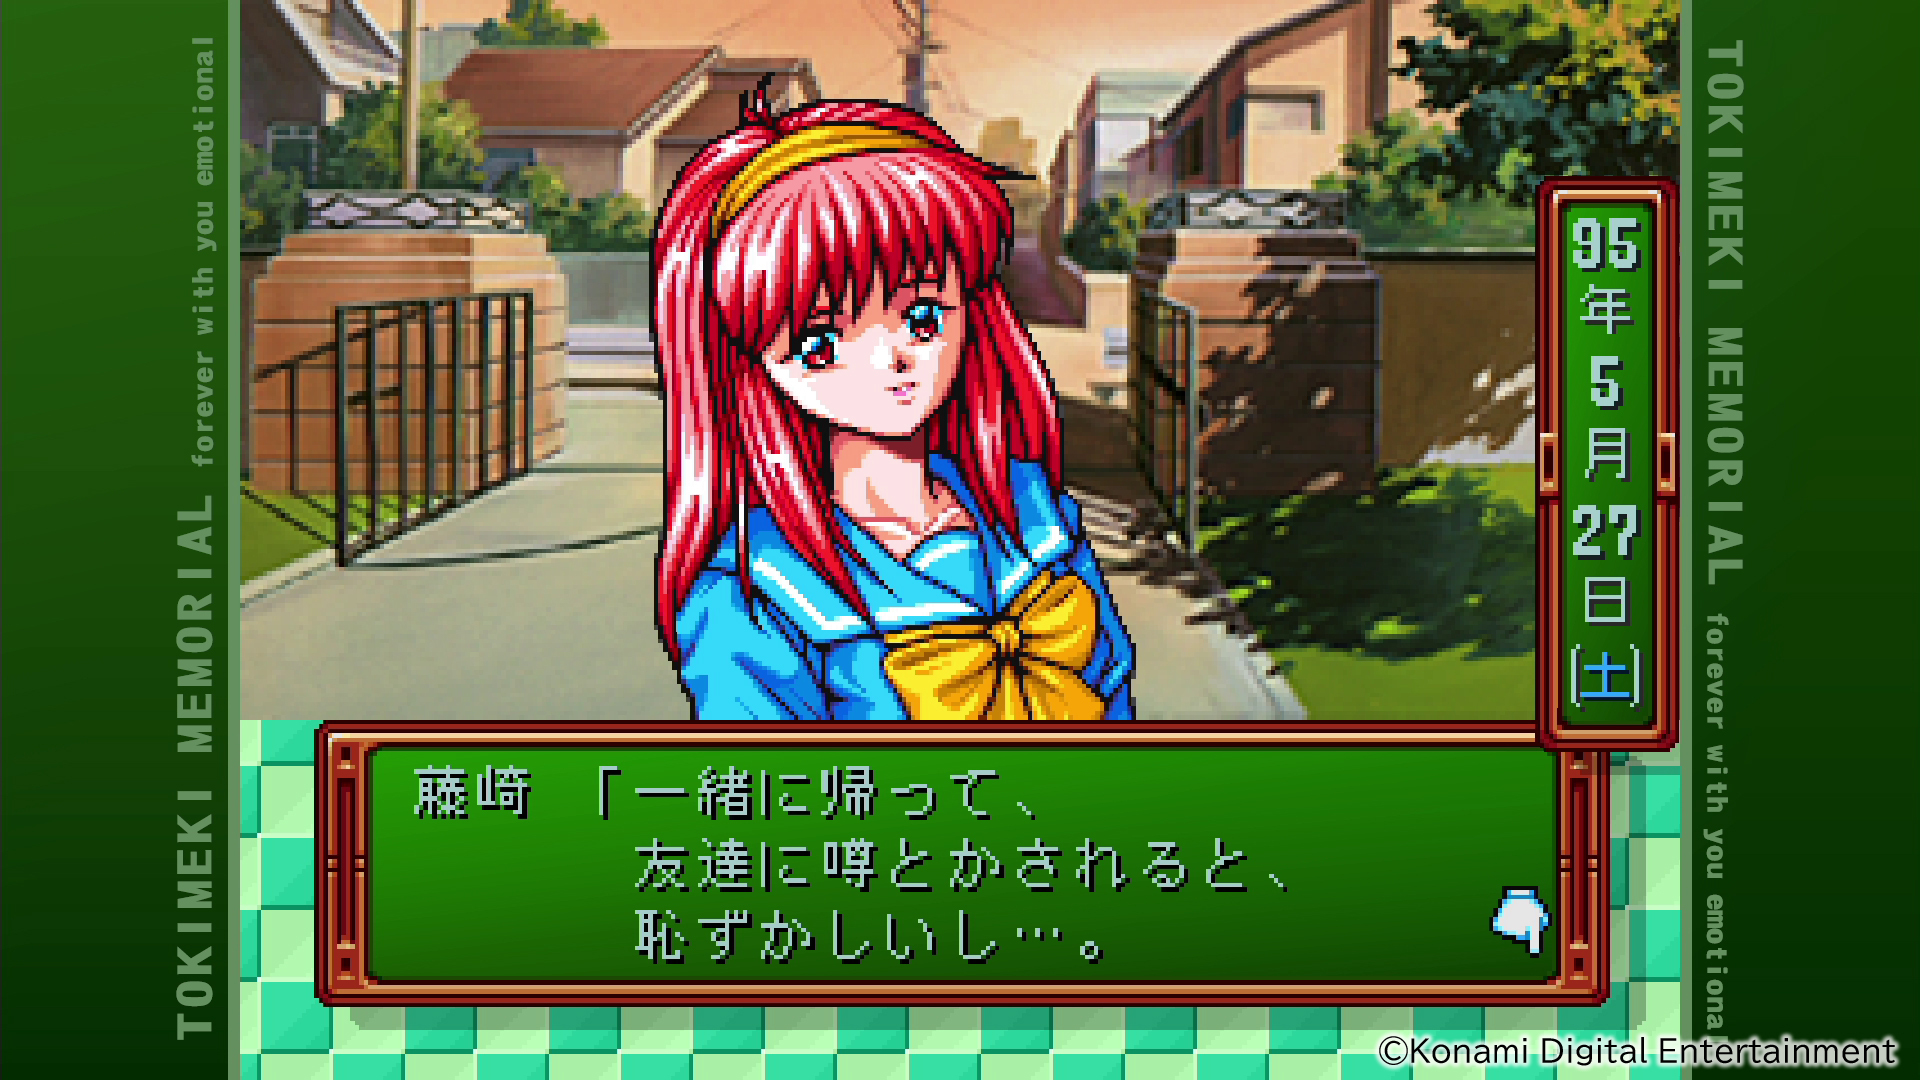 TOKIMEKI MEMORIAL forever with you emotional
95
年
5
月
27
日
(土)
藤崎 「一緒に帰って、
友達に噂とかされると、
恥ずかしいし…。
TOKIMEKI MEMORIAL forever with you emotional
©Konami Digital Entertainment